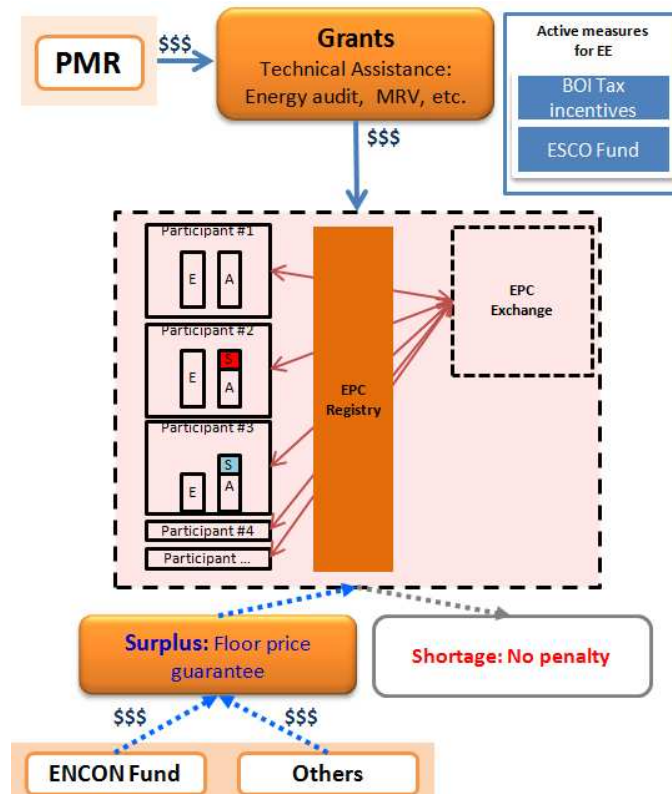 PMR
$$$
Grants
Technical Assistance:
Energy audit, MRV, etc.
Active measures
for EE
BOI Tax
incentives
ESCO Fund
$$$
Participant #1
E
A
Participant #2
E
S
A
Participant #3
E
S
A
Participant #4
Participant ...
EPC
Registry
EPC
Exchange
Surplus: Floor price
guarantee
Shortage: No penalty
$$$
$$$
ENCON Fund
Others